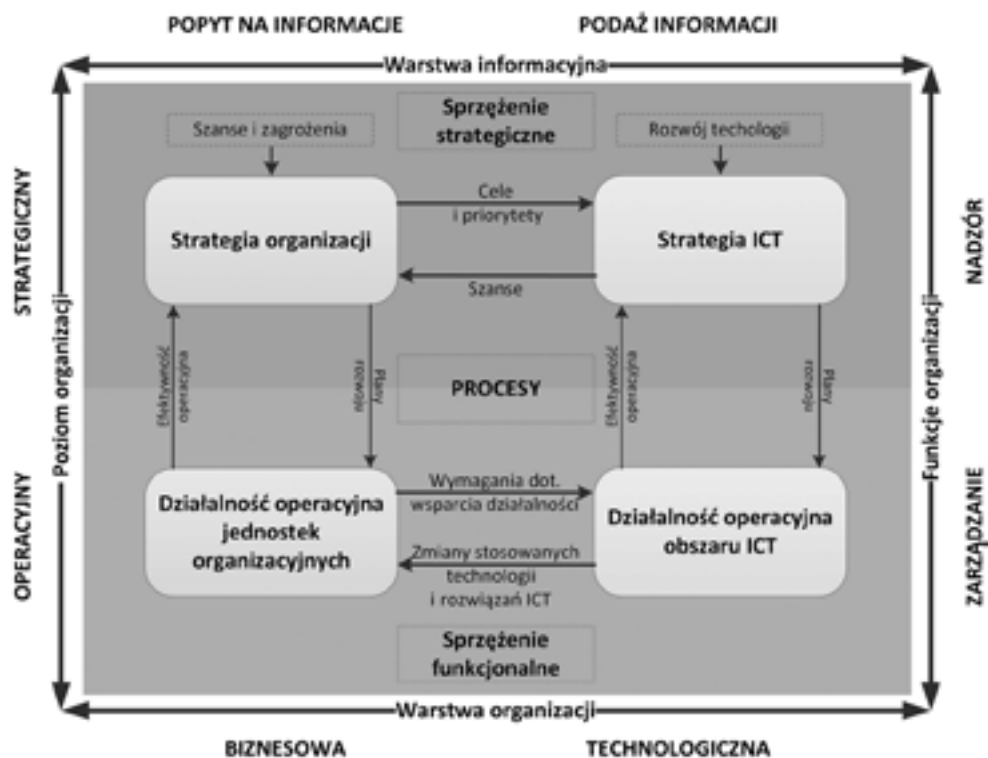 POPYT NA INFORMACJE
PODAŻ INFORMACJI
Warstwa informacyjna
Sprzężenie
strategiczne
Szanse i zagrożenia
Rozwój techologii
STRATEGICZNY
Poziom organizacji
OPERACYJNY
Strategia organizacji
Cele
i priorytety
Szanse
Strategia ICT
NADZÓR
Funkcje organizacji
ZARZĄDZANIE
Efektywność
operacyjna
Plany
rozwoju
PROCESY
Efektywność
operacyjna
Plany
rozwoju
Działalność operacyjna
jednostek
organizacyjnych
Wymagania dot.
wsparcia działalności
Zmiany stosowanych
technologii
i rozwiązań ICT
Działalność operacyjna
obszaru ICT
Sprzężenie
funkcjonalne
Warstwa organizacji
BIZNESOWA
TECHNOLOGICZNA